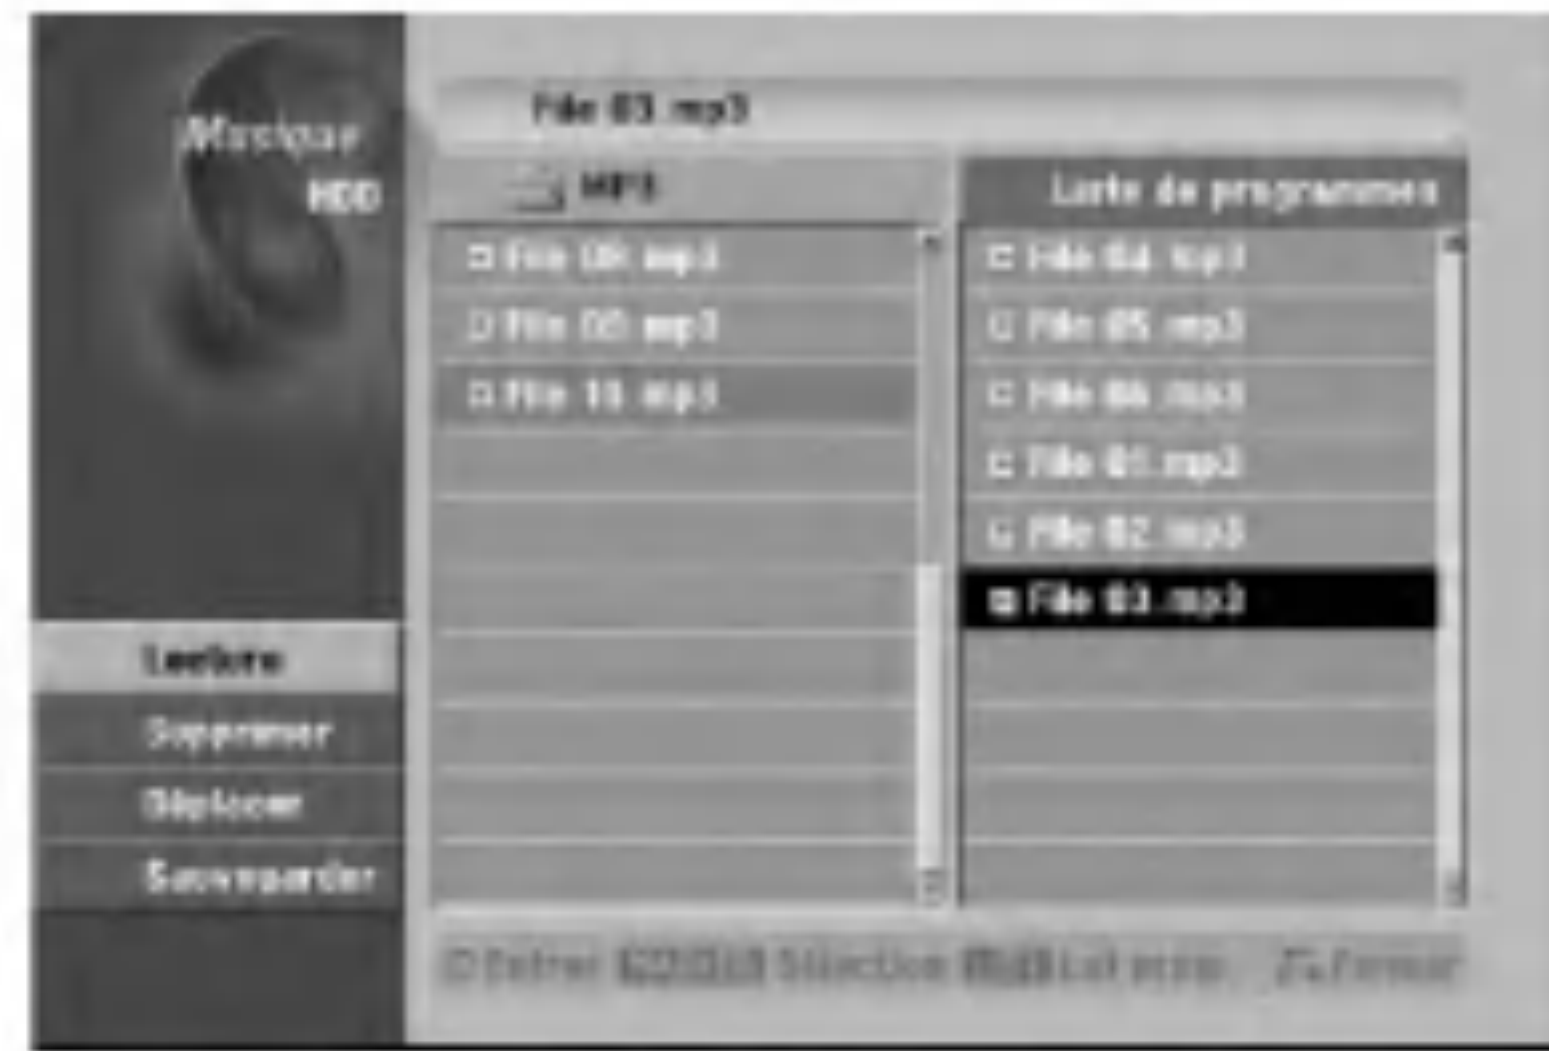 Musique
HDD
File 03.mp3
MP3
Liste de programmes
File 08.mp3
File 09.mp3
File 10.mp3
File 04.mp3
File 05.mp3
File 06.mp3
File 01.mp3
File 02.mp3
File 03.mp3
Lecture
Supprimer
Déplacer
Sauvegarder
Entrer Sélection Fermer